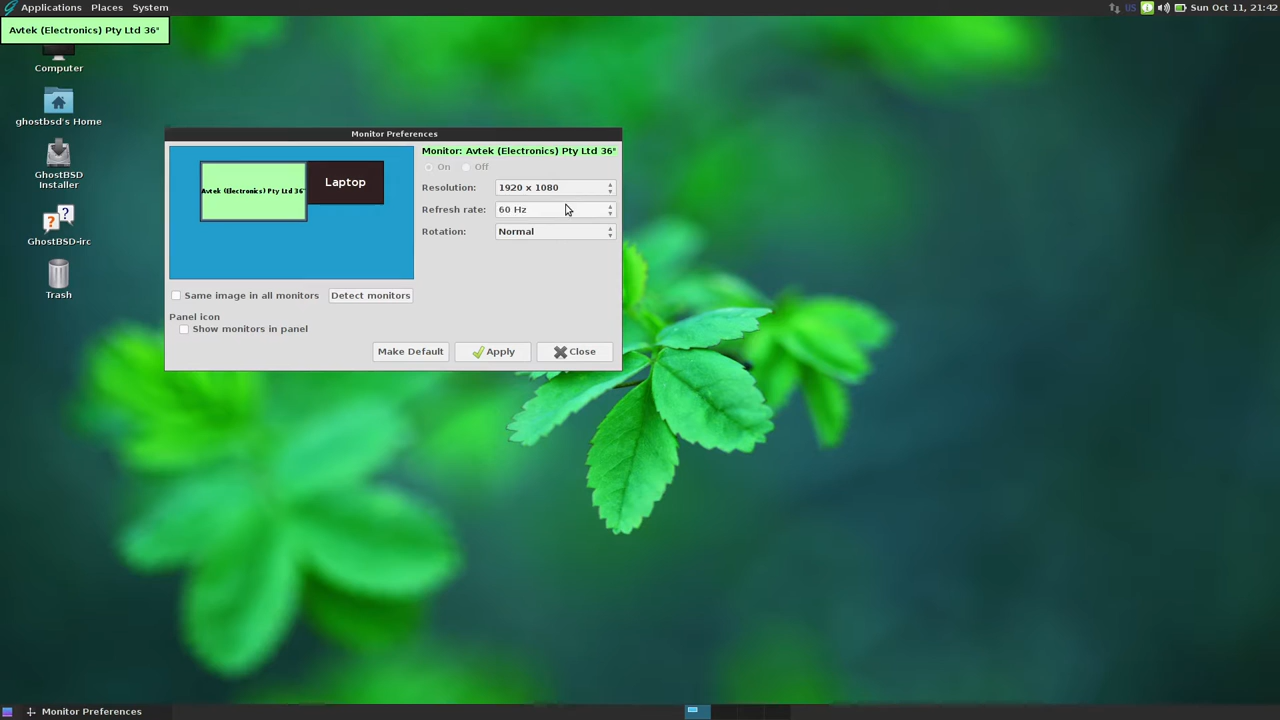 Applications Places System
US Sun Oct 11, 21:42
Avtek (Electronics) Pty Ltd 36"
Computer
ghostbsd's Home
GhostBSD
Installer
GhostBSD-irc
Trash
Monitor Preferences
Avtek (Electronics) Pty Ltd 36"
Laptop
Monitor: Avtek (Electronics) Pty Ltd 36"
On Off
Resolution: 1920 x 1080
Refresh rate: 60 Hz
Rotation: Normal
Same image in all monitors Detect monitors
Panel icon
Show monitors in panel
Make Default Apply Close
Monitor Preferences